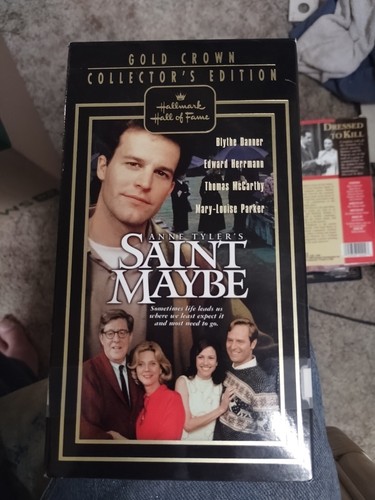 GOLD CROWN
COLLECTOR'S EDITION
Hallmark
Hall of Fame
Blythe Danner
Edward Herrmann
Thomas McCarthy
Mary-Louise Parker
ANNE TYLER'S
SAINT
MAYBE
Sometimes life leads us
where we least expect it
and most need to go.
DRESSED
TO KILL